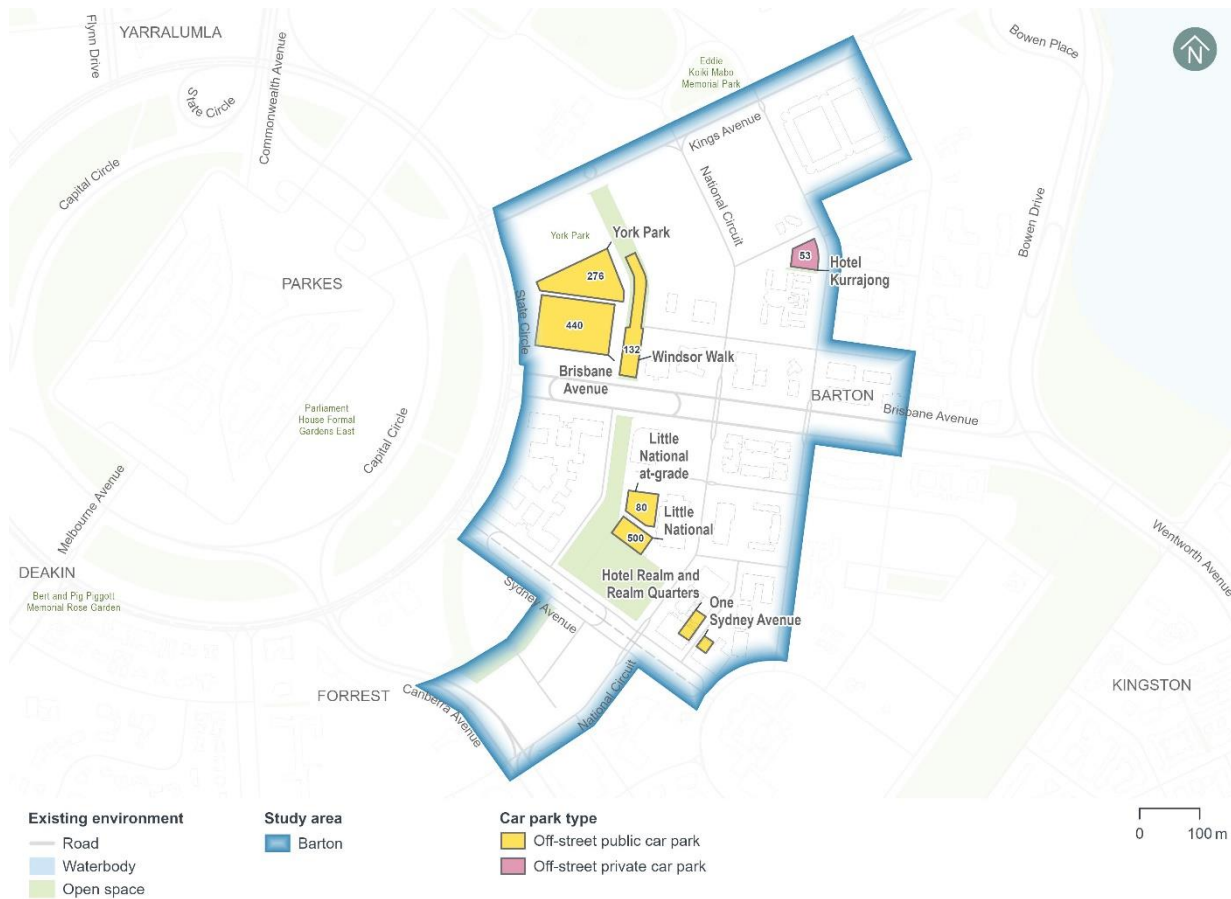 YARRALUMLA
Flynn Drive
State Circle
Commonwealth Avenue
Capital Circle
Eddie
Koiki Mabo
Memorial Park
Bowen Place
N
Kings Avenue
National Circuit
Bowen Drive
York Park
York Park
276
53
Hotel
Kurrajong
PARKES
State Circle
440
132
Windsor Walk
Brisbane
Avenue
BARTON
Brisbane Avenue
Parliament
House Formal
Gardens East
Capital Circle
Little
National
at-grade
80
Little
National
500
Melbourne Avenue
Wentworth Avenue
DEAKIN
Bert and Pig Piggott
Memorial Rose Garden
Sydney Avenue
Hotel Realm and
Realm Quarters
One
Sydney Avenue
FORREST
Canberra Avenue
National Circuit
KINGSTON
Existing environment
Road
Waterbody
Open space
Study area
Barton
Car park type
Off-street public car park
Off-street private car park
0 100 m